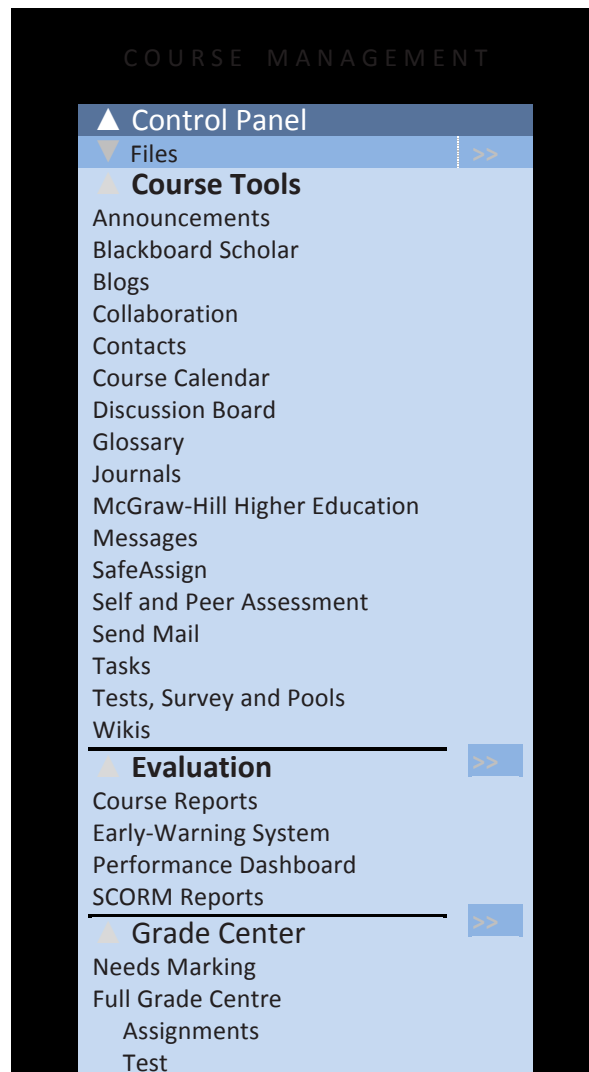 COURSE MANAGEMENT
▲ Control Panel
▼ Files >>
▲ Course Tools
Announcements
Blackboard Scholar
Blogs
Collaboration
Contacts
Course Calendar
Discussion Board
Glossary
Journals
McGraw-Hill Higher Education
Messages
SafeAssign
Self and Peer Assessment
Send Mail
Tasks
Tests, Survey and Pools
Wikis
▲ Evaluation >>
Course Reports
Early-Warning System
Performance Dashboard
SCORM Reports
▲ Grade Center >>
Needs Marking
Full Grade Centre
Assignments
Test